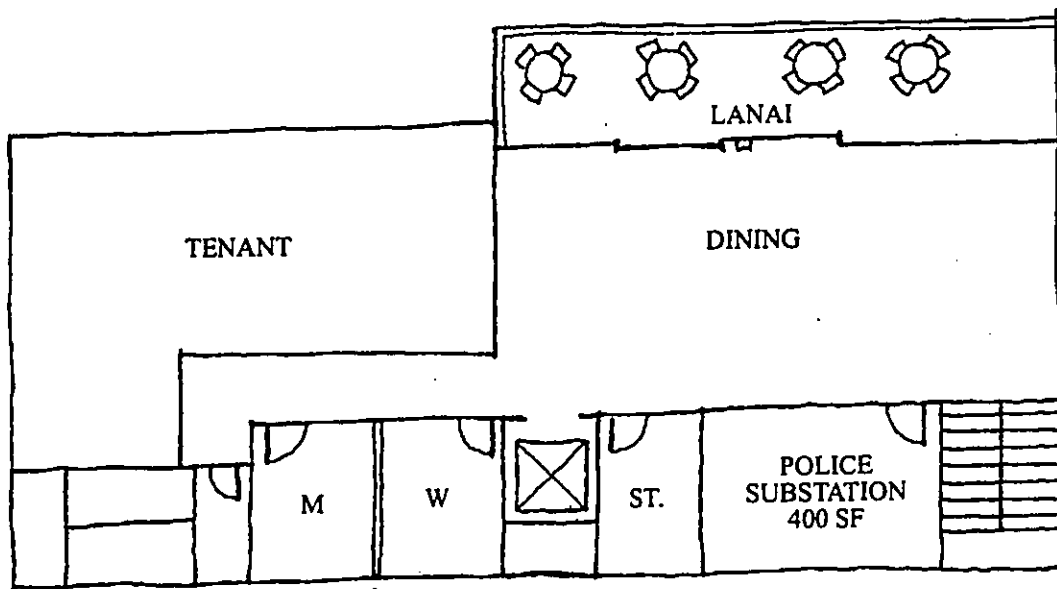 LANAI
TENANT
DINING
M
W
ST.
POLICE
SUBSTATION
400 SF